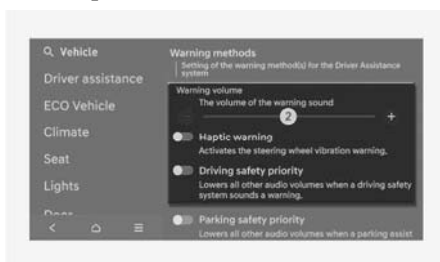 Vehicle
Driver assistance
ECO Vehicle
Climate
Seat
Lights
Door
Warning methods
Setting of the warning method(s) for the Driver Assistance
system
Warning volume
The volume of the warning sound
2
+
Haptic warning
Activates the steering wheel vibration warning.
Driving safety priority
Lowers all other audio volumes when a driving safety
system sounds a warning.
Parking safety priority
Lowers all other audio volumes when a parking assist